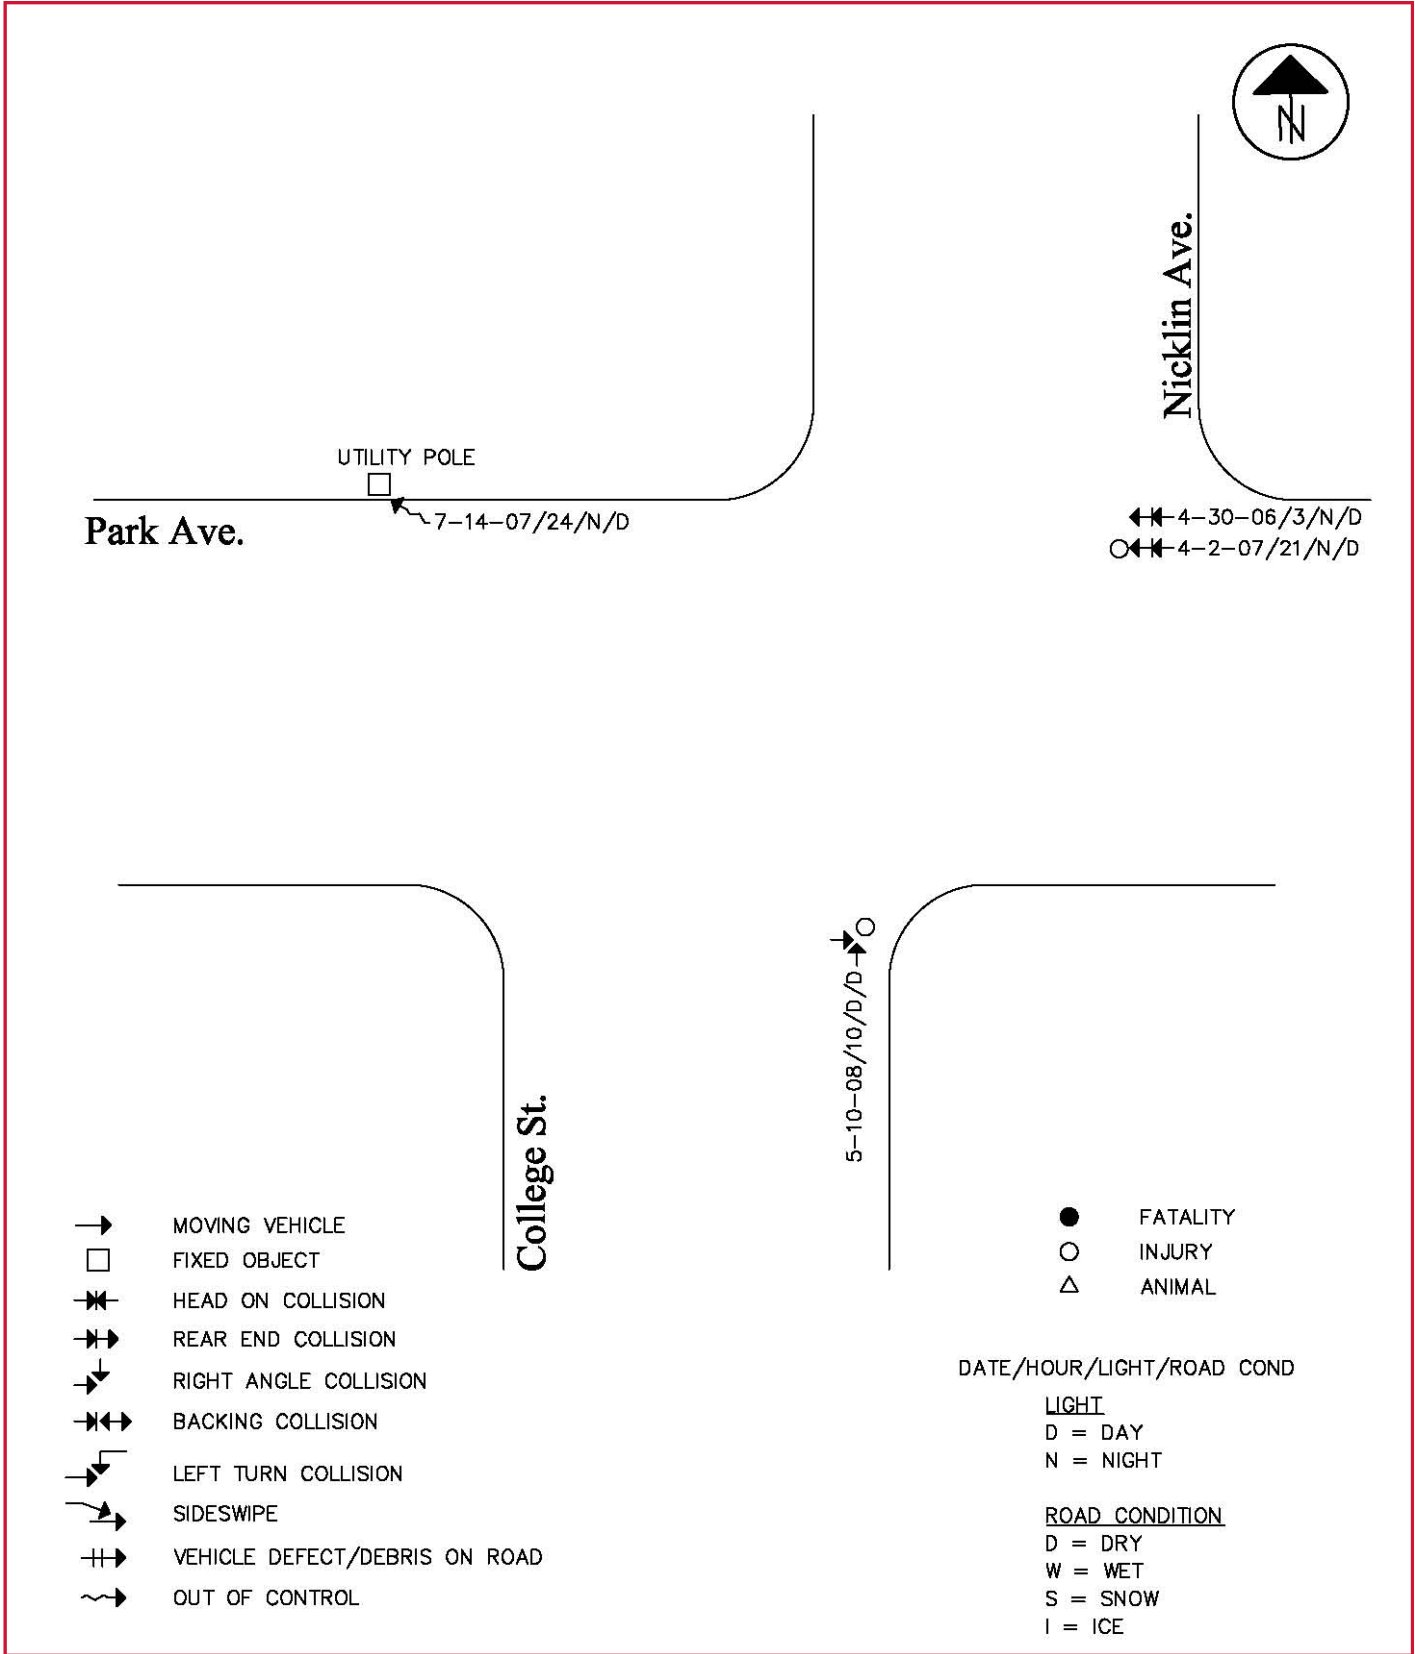 N
Nicklin Ave.
UTILITY POLE
Park Ave.
7-14-07/24/N/D
4-30-06/3/N/D
4-2-07/21/N/D
5-10-08/10/D/D
College St.
MOVING VEHICLE
FIXED OBJECT
HEAD ON COLLISION
REAR END COLLISION
RIGHT ANGLE COLLISION
BACKING COLLISION
LEFT TURN COLLISION
SIDESWIPE
VEHICLE DEFECT/DEBRIS ON ROAD
OUT OF CONTROL
FATALITY
INJURY
ANIMAL
DATE/HOUR/LIGHT/ROAD COND
LIGHT
D = DAY
N = NIGHT
ROAD CONDITION
D = DRY
W = WET
S = SNOW
I = ICE